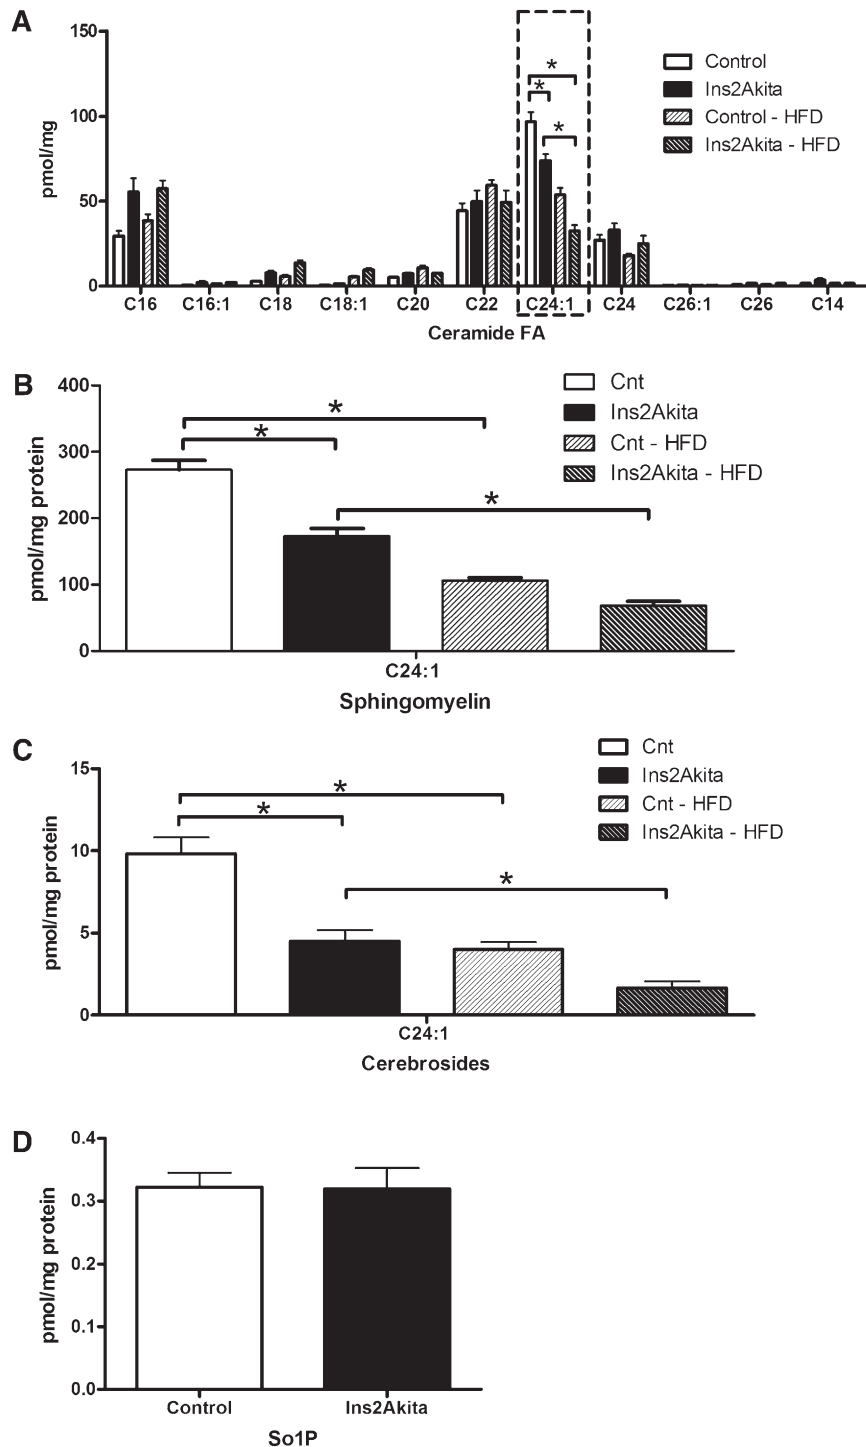 A
150
100
50
0
pmol/mg
Control
Ins2Akita
Control - HFD
Ins2Akita - HFD
*
*
*
C16 C16:1 C18 C18:1 C20 C22 C24:1 C24 C26:1 C26 C14
Ceramide FA
B
400
300
200
100
0
pmol/mg protein
Cnt
Ins2Akita
Cnt - HFD
Ins2Akita - HFD
*
*
*
C24:1
Sphingomyelin
C
15
10
5
0
pmol/mg protein
Cnt
Ins2Akita
Cnt - HFD
Ins2Akita - HFD
*
*
*
C24:1
Cerebrosides
D
0.4
0.3
0.2
0.1
0.0
pmol/mg protein
Control Ins2Akita
So1P